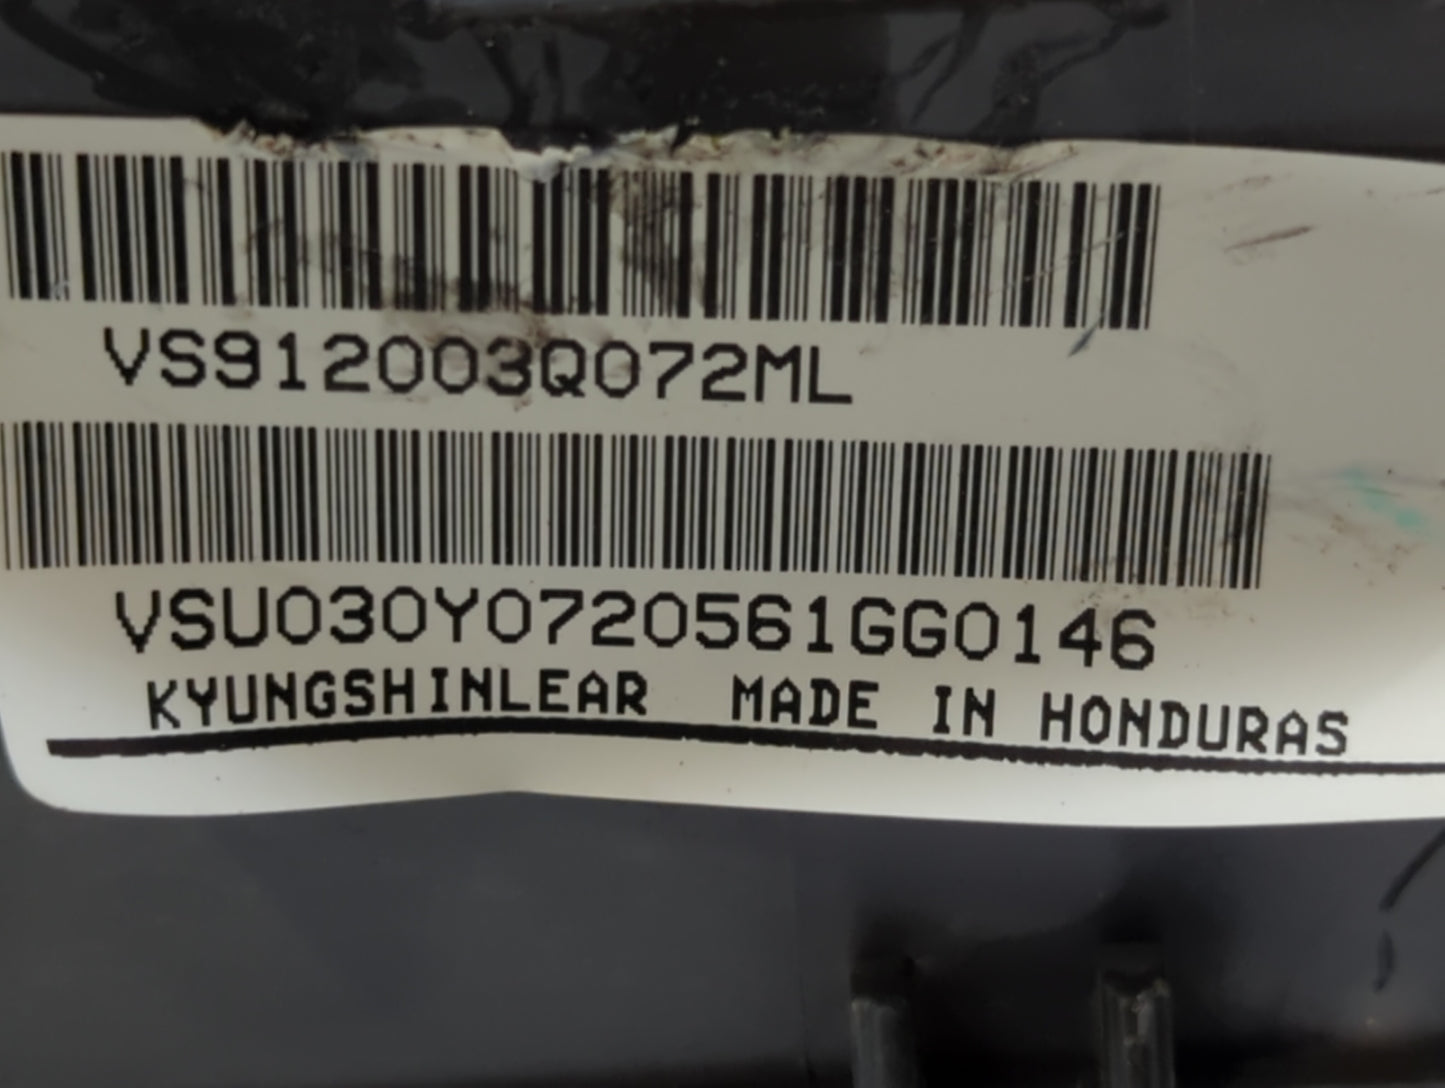 VS912003Q072ML
VSU030Y0720561GG0146
KYUNGSHINLEAR MADE IN HONDURAS